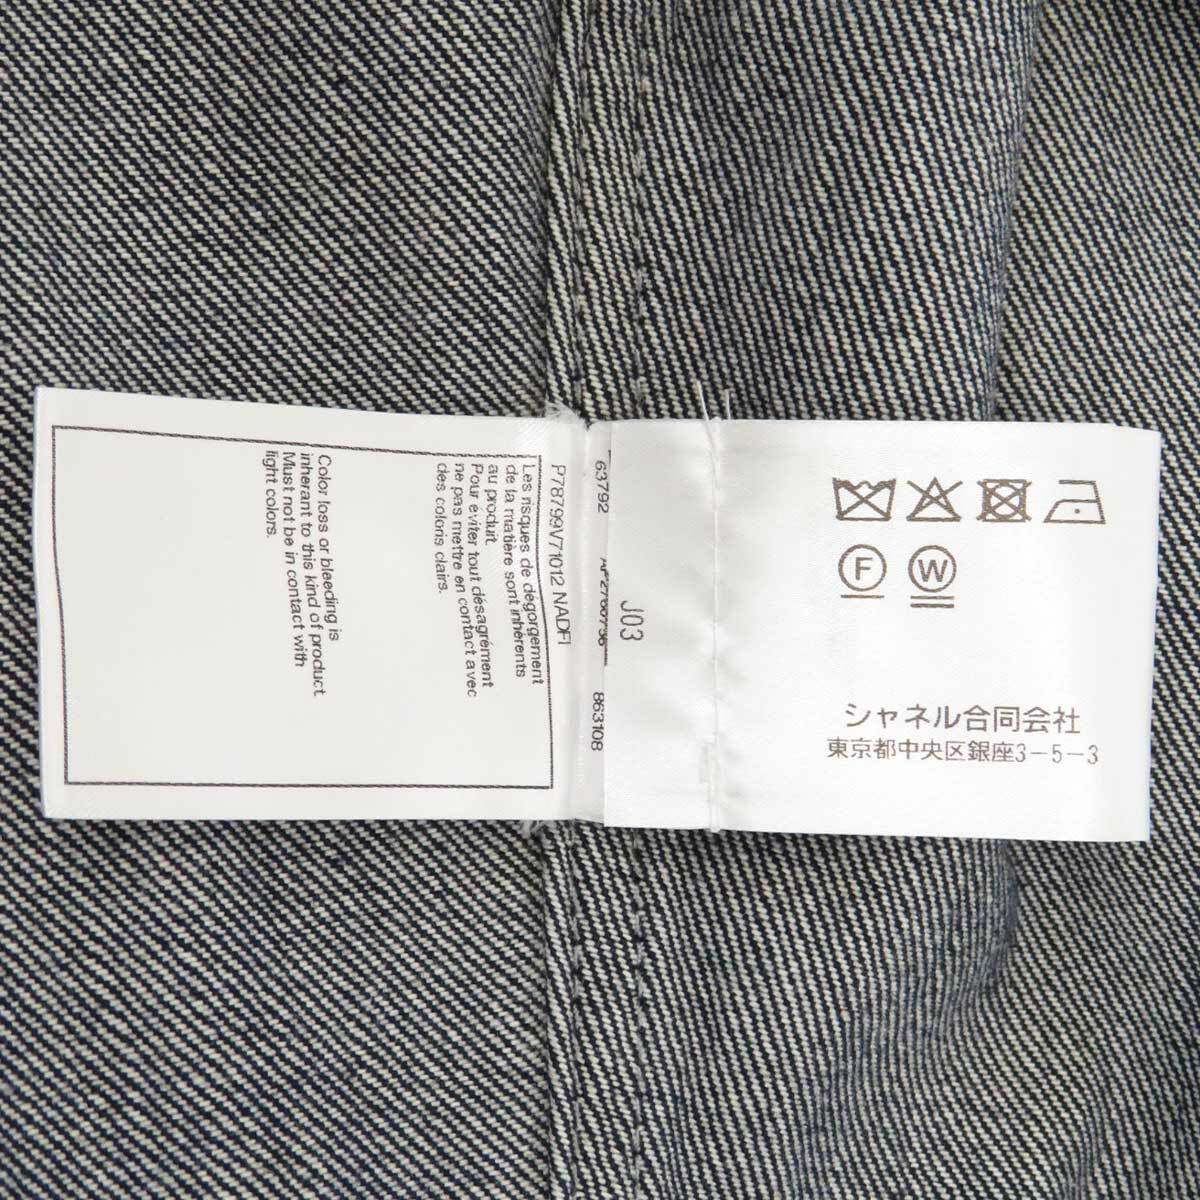 P78799V71012 NADFI
Les risques de dégorgement
de la matière sont inhérents
au produit.
Pour éviter tout désagrément
ne pas mettre en contact avec
des coloris clairs.
Color loss or bleeding is
inherant to this kind of product
Must not be in contact with
light colors.
63792
863108
J03
F W
シャネル合同会社
東京都中央区銀座3-5-3